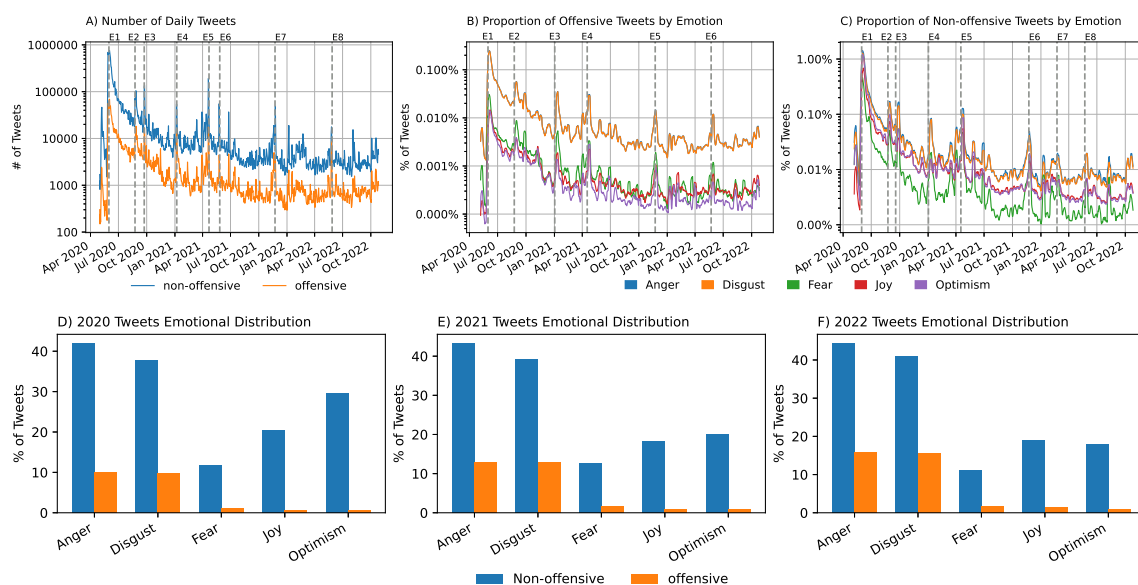 A) Number of Daily Tweets
E1 E2 E3 E4 E5 E6 E7 E8
1000000
100000
10000
1000
100
# of Tweets
Apr 2020 Jul 2020 Oct 2020 Jan 2021 Apr 2021 Jul 2021 Oct 2021 Jan 2022 Apr 2022 Jul 2022 Oct 2022
non-offensive offensive
B) Proportion of Offensive Tweets by Emotion
E1 E2 E3 E4 E5 E6
0.100%
0.010%
0.001%
0.000%
% of Tweets
Apr 2020 Jul 2020 Oct 2020 Jan 2021 Apr 2021 Jul 2021 Oct 2021 Jan 2022 Apr 2022 Jul 2022 Oct 2022
C) Proportion of Non-offensive Tweets by Emotion
E1 E2 E3 E4 E5 E6 E7 E8
1.00%
0.10%
0.01%
0.00%
% of Tweets
Apr 2020 Jul 2020 Oct 2020 Jan 2021 Apr 2021 Jul 2021 Oct 2021 Jan 2022 Apr 2022 Jul 2022 Oct 2022
Anger Disgust Fear Joy Optimism
D) 2020 Tweets Emotional Distribution
40
30
20
10
0
% of Tweets
Anger Disgust Fear Joy Optimism
E) 2021 Tweets Emotional Distribution
40
30
20
10
0
% of Tweets
Anger Disgust Fear Joy Optimism
F) 2022 Tweets Emotional Distribution
40
30
20
10
0
% of Tweets
Anger Disgust Fear Joy Optimism
Non-offensive offensive